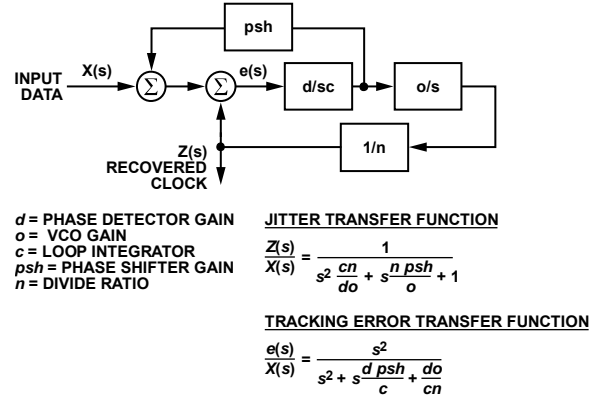 psh
X(s)
e(s)
INPUT
DATA
Σ
Σ
d/sc
o/s
Z(s)
RECOVERED
CLOCK
1/n
d = PHASE DETECTOR GAIN
o = VCO GAIN
c = LOOP INTEGRATOR
psh = PHASE SHIFTER GAIN
n = DIVIDE RATIO
JITTER TRANSFER FUNCTION
Z(s)/X(s) = 1/(s² cn/do + s n psh/o + 1)
TRACKING ERROR TRANSFER FUNCTION
e(s)/X(s) = s²/(s² + s d psh/c + do/cn)